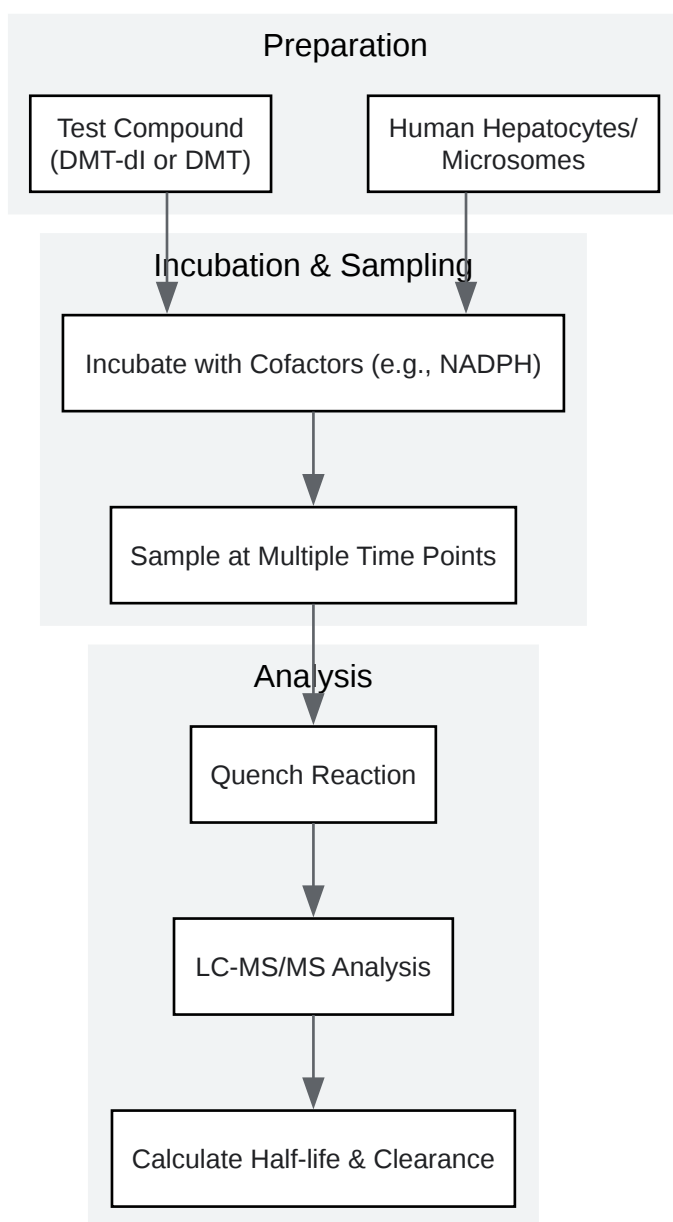 Preparation
Test Compound
(DMT-dI or DMT)
Human Hepatocytes/
Microsomes
Incubation & Sampling
Incubate with Cofactors (e.g., NADPH)
Sample at Multiple Time Points
Analysis
Quench Reaction
LC-MS/MS Analysis
Calculate Half-life & Clearance